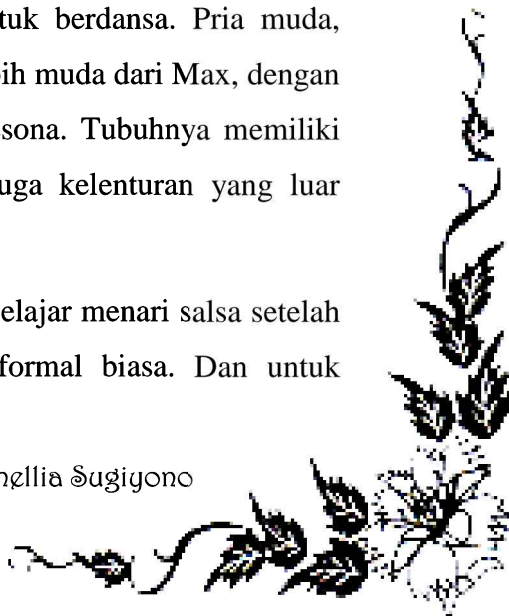 tuk berdansa. Pria muda,
bih muda dari Max, dengan
sona. Tubuhnya memiliki
uga kelenturan yang luar
elajar menari salsa setelah
formal biasa. Dan untuk
nellia Sugiyono